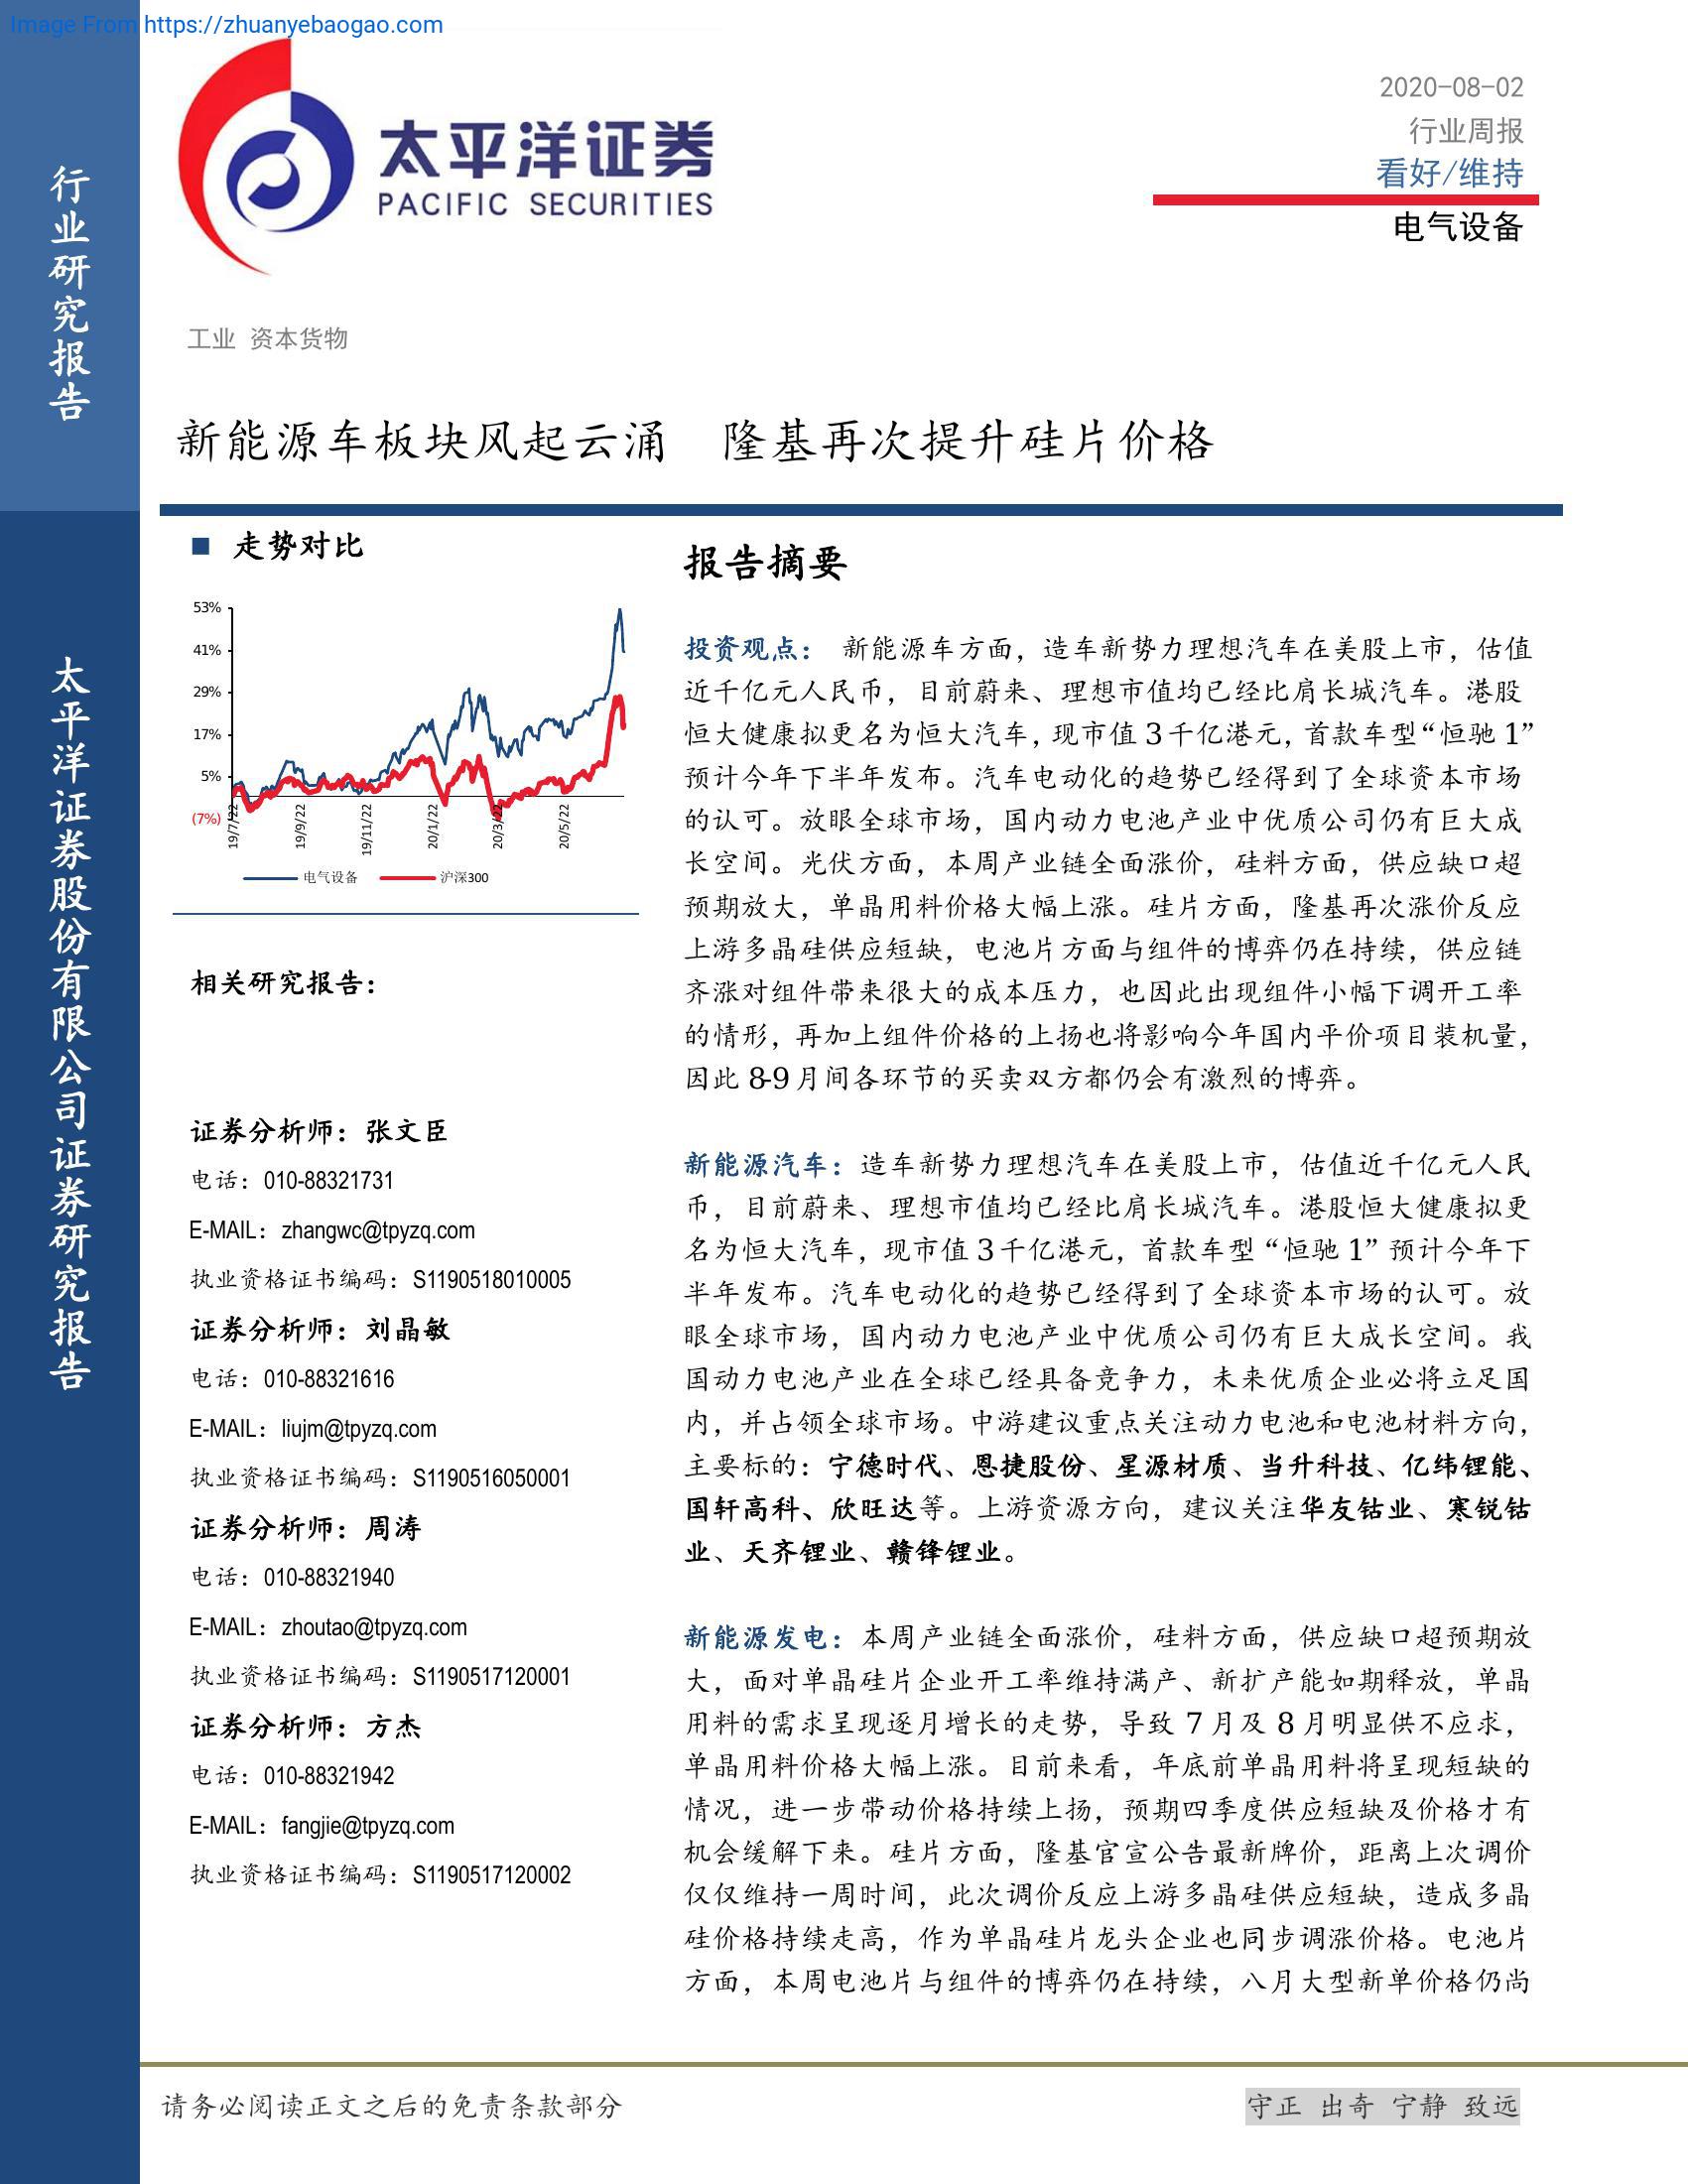 Image From https://zhuanyebaogao.com
行业研究报告
太平洋证券股份有限公司证券研究报告
太平洋证券
PACIFIC SECURITIES
2020-08-02
行业周报
看好/维持
电气设备
工业 资本货物
新能源车板块风起云涌 隆基再次提升硅片价格
■ 走势对比
53%
41%
29%
17%
5%
(7%)
19/7/22
19/9/22
19/11/22
20/1/22
20/3/22
20/5/22
电气设备 沪深300
相关研究报告：
证券分析师：张文臣
电话：010-88321731
E-MAIL：zhangwc@tpyzq.com
执业资格证书编码：S1190518010005
证券分析师：刘晶敏
电话：010-88321616
E-MAIL：liujm@tpyzq.com
执业资格证书编码：S1190516050001
证券分析师：周涛
电话：010-88321940
E-MAIL：zhoutao@tpyzq.com
执业资格证书编码：S1190517120001
证券分析师：方杰
电话：010-88321942
E-MAIL：fangjie@tpyzq.com
执业资格证书编码：S1190517120002
报告摘要
投资观点： 新能源车方面，造车新势力理想汽车在美股上市，估值
近千亿元人民币，目前蔚来、理想市值均已经比肩长城汽车。港股
恒大健康拟更名为恒大汽车，现市值 3 千亿港元，首款车型“恒驰 1”
预计今年下半年发布。汽车电动化的趋势已经得到了全球资本市场
的认可。放眼全球市场，国内动力电池产业中优质公司仍有巨大成
长空间。光伏方面，本周产业链全面涨价，硅料方面，供应缺口超
预期放大，单晶用料价格大幅上涨。硅片方面，隆基再次涨价反应
上游多晶硅供应短缺，电池片方面与组件的博弈仍在持续，供应链
齐涨对组件带来很大的成本压力，也因此出现组件小幅下调开工率
的情形，再加上组件价格的上扬也将影响今年国内平价项目装机量，
因此 8-9 月间各环节的买卖双方都仍会有激烈的博弈。
新能源汽车：造车新势力理想汽车在美股上市，估值近千亿元人民
币，目前蔚来、理想市值均已经比肩长城汽车。港股恒大健康拟更
名为恒大汽车，现市值 3 千亿港元，首款车型“恒驰 1”预计今年下
半年发布。汽车电动化的趋势已经得到了全球资本市场的认可。放
眼全球市场，国内动力电池产业中优质公司仍有巨大成长空间。我
国动力电池产业在全球已经具备竞争力，未来优质企业必将立足国
内，并占领全球市场。中游建议重点关注动力电池和电池材料方向，
主要标的：宁德时代、恩捷股份、星源材质、当升科技、亿纬锂能、
国轩高科、欣旺达等。上游资源方向，建议关注华友钴业、寒锐钴
业、天齐锂业、赣锋锂业。
新能源发电：本周产业链全面涨价，硅料方面，供应缺口超预期放
大，面对单晶硅片企业开工率维持满产、新扩产能如期释放，单晶
用料的需求呈现逐月增长的走势，导致 7 月及 8 月明显供不应求，
单晶用料价格大幅上涨。目前来看，年底前单晶用料将呈现短缺的
情况，进一步带动价格持续上扬，预期四季度供应短缺及价格才有
机会缓解下来。硅片方面，隆基官宣公告最新牌价，距离上次调价
仅仅维持一周时间，此次调价反应上游多晶硅供应短缺，造成多晶
硅价格持续走高，作为单晶硅片龙头企业也同步调涨价格。电池片
方面，本周电池片与组件的博弈仍在持续，八月大型新单价格仍尚
请务必阅读正文之后的免责条款部分
守正 出奇 宁静 致远